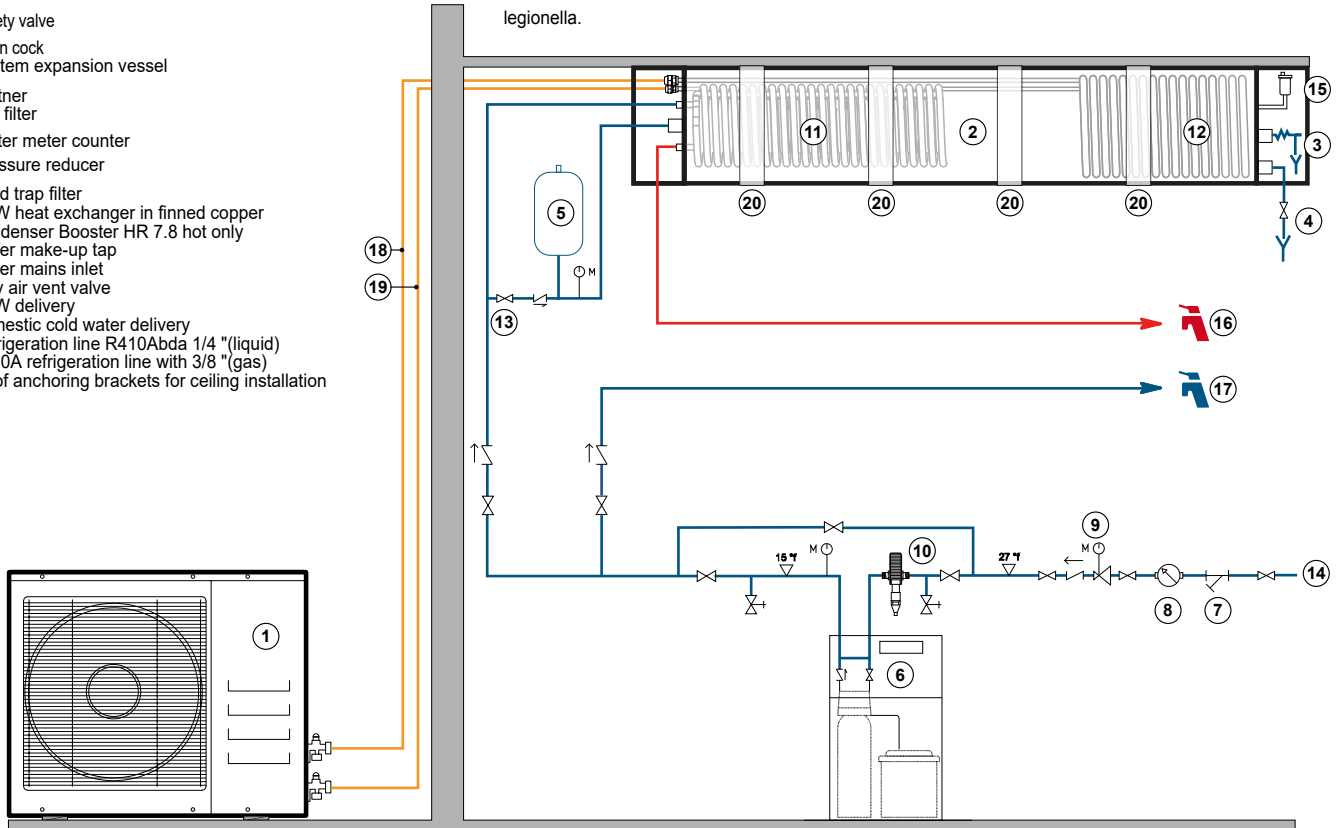 ety valve
n cock
tem expansion vessel
tner
filter
ter meter counter
ssure reducer
d trap filter
W heat exchanger in finned copper
denser Booster HR 7.8 hot only
er make-up tap
er mains inlet
y air vent valve
W delivery
mestic cold water delivery
rigeration line R410Abda 1/4 "(liquid)
0A refrigeration line with 3/8 "(gas)
of anchoring brackets for ceiling installation
legionella.
15
11
2
12
3
20
20
20
20
4
5
M
18
19
13
16
17
9
M
10
15 °f
M
27 °f
14
8
7
1
6